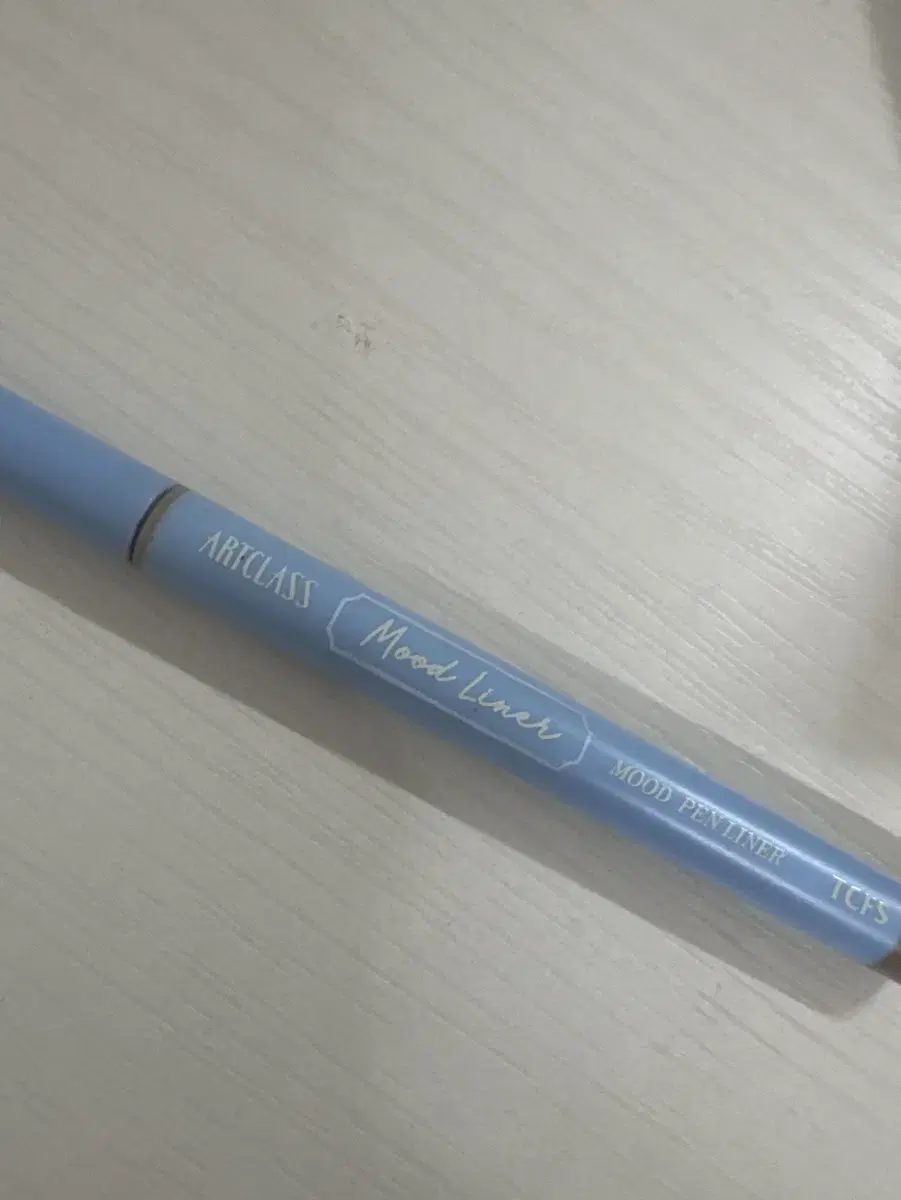 ARTCLASS
Mood Liner
MOOD PEN LINER
TCFS